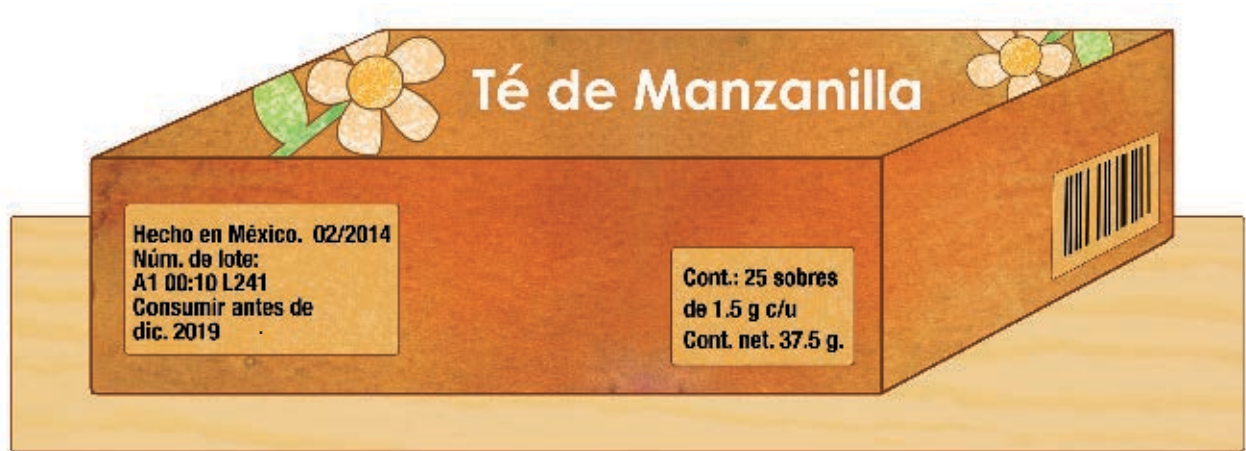 Té de Manzanilla
Hecho en México. 02/2014
Núm. de lote:
A1 00:10 L241
Consumir antes de
dic. 2019
Cont.: 25 sobres
de 1.5 g c/u
Cont. net. 37.5 g.